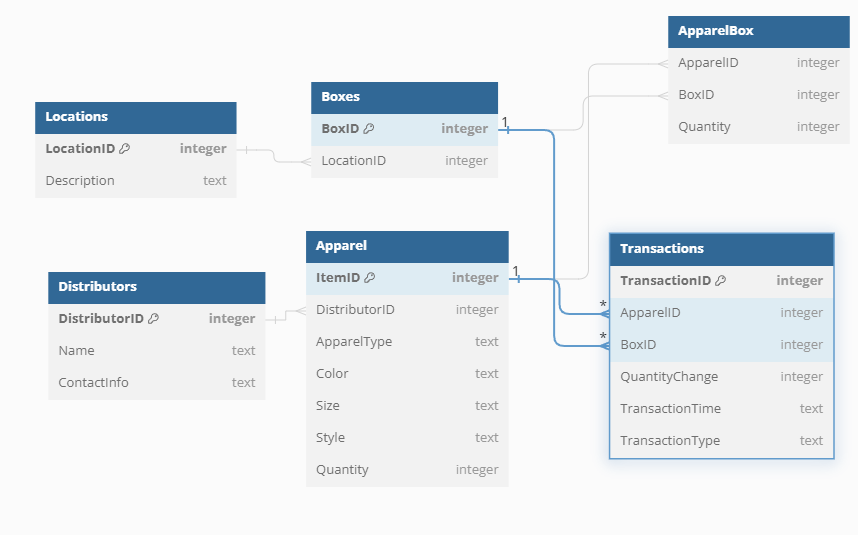 ApparelBox
ApparelID integer
BoxID integer
Quantity integer
Boxes
BoxID integer
LocationID integer
1
Locations
LocationID integer
Description text
Apparel
ItemID integer
DistributorID integer
ApparelType text
Color text
Size text
Style text
Quantity integer
1
Transactions
TransactionID integer
* ApparelID integer
* BoxID integer
QuantityChange integer
TransactionTime text
TransactionType text
Distributors
DistributorID integer
Name text
ContactInfo text